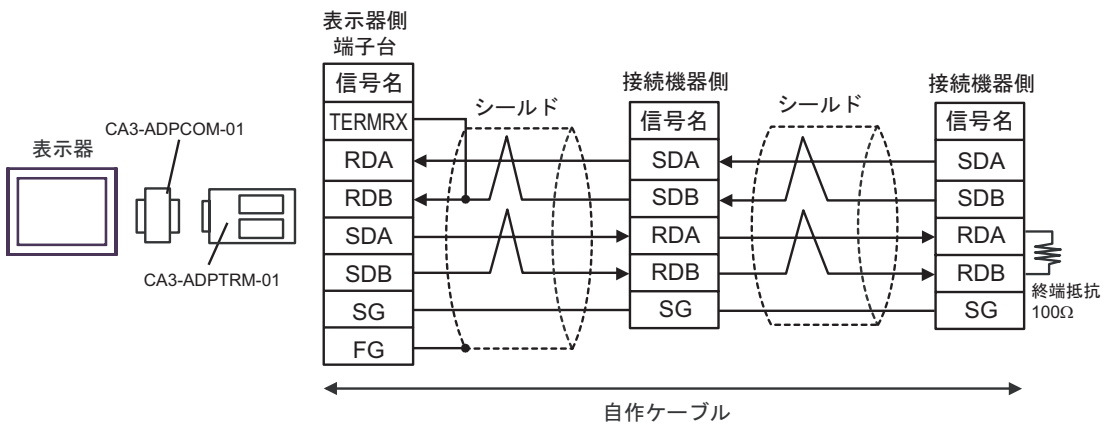 表示器側
端子台
信号名
TERMRX
RDA
RDB
SDA
SDB
SG
FG
表示器
CA3-ADPCOM-01
CA3-ADPTRM-01
シールド
接続機器側
信号名
SDA
SDB
RDA
RDB
SG
シールド
接続機器側
信号名
SDA
SDB
RDA
RDB
SG
終端抵抗
100Ω
自作ケーブル